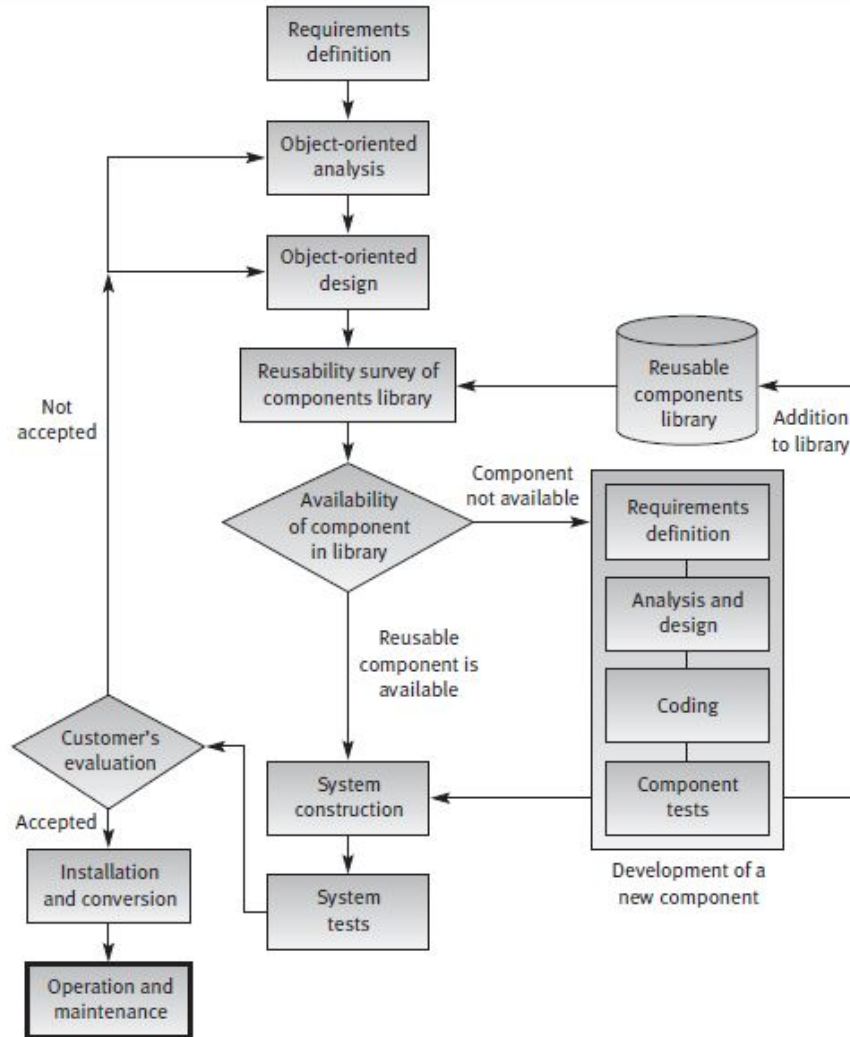 Requirements
definition
Object-oriented
analysis
Object-oriented
design
Reusability survey of
components library
Reusable
components
library
Addition
to library
Not
accepted
Availability
of component
in library
Component
not available
Requirements
definition
Analysis and
design
Coding
Component
tests
Development of a
new component
Reusable
component is
available
Customer's
evaluation
System
construction
Accepted
System
tests
Installation
and conversion
Operation and
maintenance